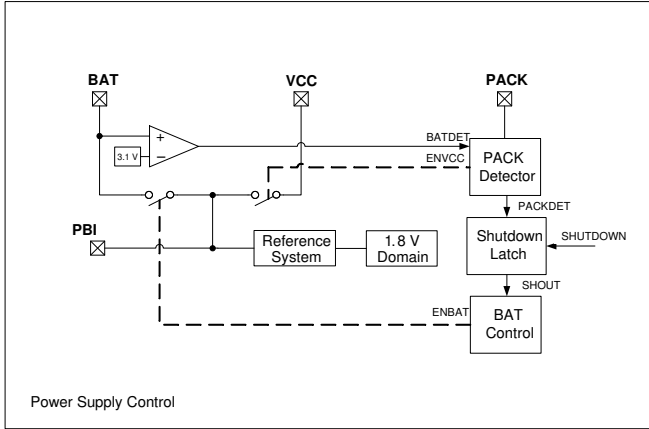 BAT
VCC
PACK
+
3.1 V
−
BATDET
ENVCC
PACK
Detector
PACKDET
PBI
Reference
System
1.8 V
Domain
Shutdown
Latch
SHUTDOWN
SHOUT
ENBAT
BAT
Control
Power Supply Control